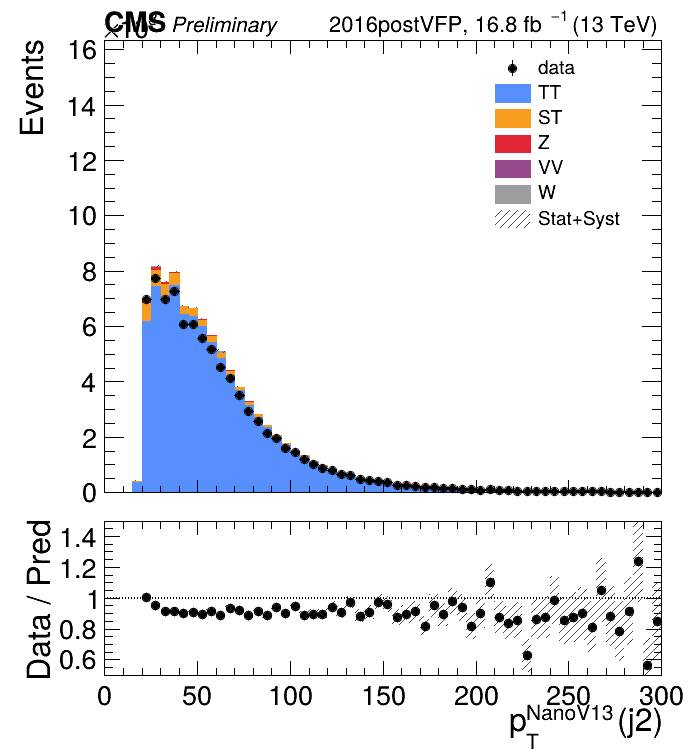 CMS Preliminary 2016postVFP, 16.8 fb⁻¹ (13 TeV)
Events
16
14
12
10
8
6
4
2
0
data
TT
ST
Z
VV
W
Stat+Syst
Data / Pred
1.4
1.2
1
0.8
0.6
0 50 100 150 200 250 300
p_T^NanoV13 (j2)